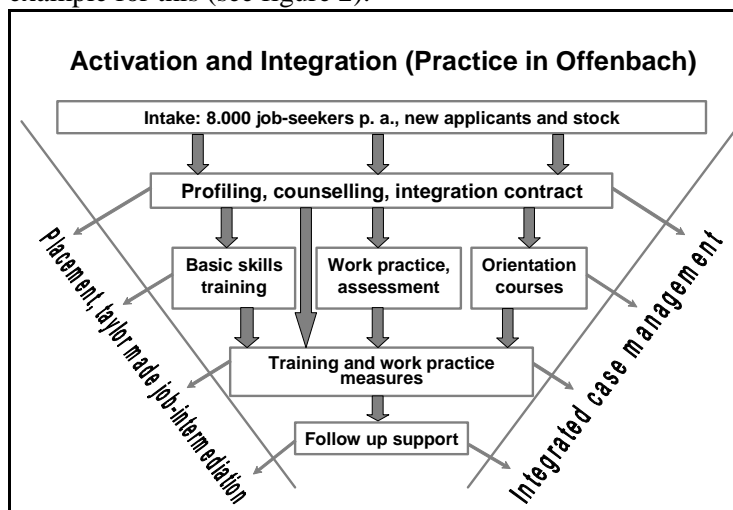 example for this (see figure 2).
Activation and Integration (Practice in Offenbach)
Intake: 8.000 job-seekers p. a., new applicants and stock
Profiling, counselling, integration contract
Basic skills
training
Work practice,
assessment
Orientation
courses
Training and work practice
measures
Follow up support
Placement, taylor made job-intermediation
Integrated case management